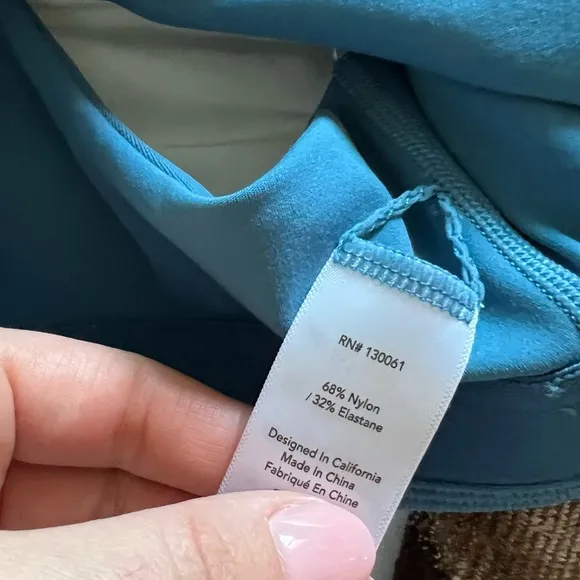 RN# 130061
68% Nylon
/ 32% Elastane
Designed In California
Made In China
Fabriqué En Chine